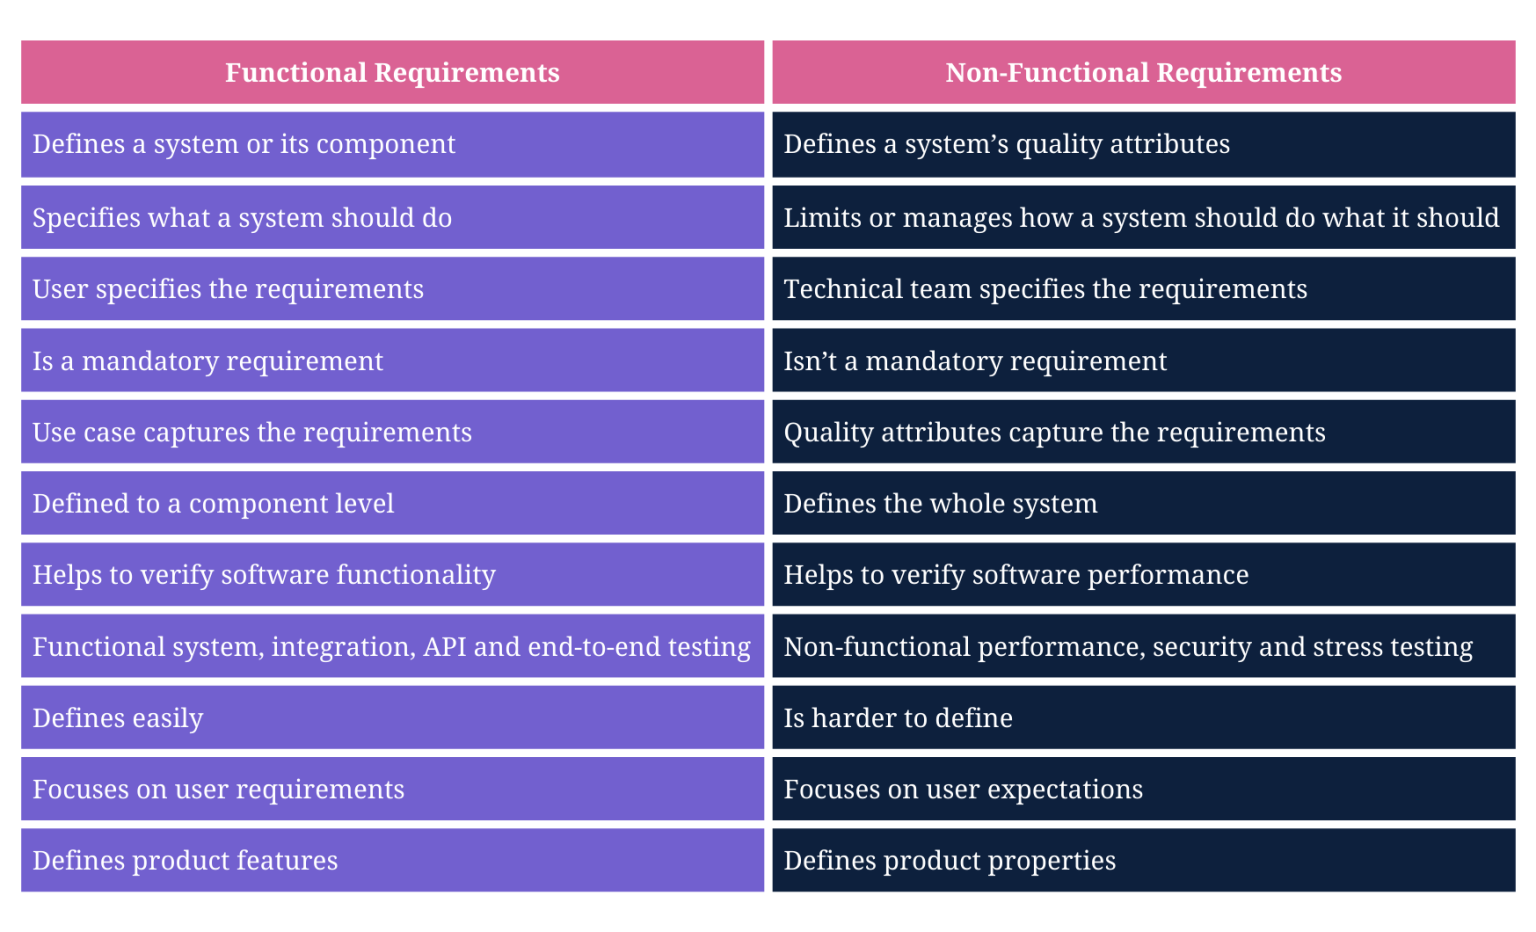 Functional Requirements
Non-Functional Requirements
Defines a system or its component
Defines a system’s quality attributes
Specifies what a system should do
Limits or manages how a system should do what it should
User specifies the requirements
Technical team specifies the requirements
Is a mandatory requirement
Isn’t a mandatory requirement
Use case captures the requirements
Quality attributes capture the requirements
Defined to a component level
Defines the whole system
Helps to verify software functionality
Helps to verify software performance
Functional system, integration, API and end-to-end testing
Non-functional performance, security and stress testing
Defines easily
Is harder to define
Focuses on user requirements
Focuses on user expectations
Defines product features
Defines product properties